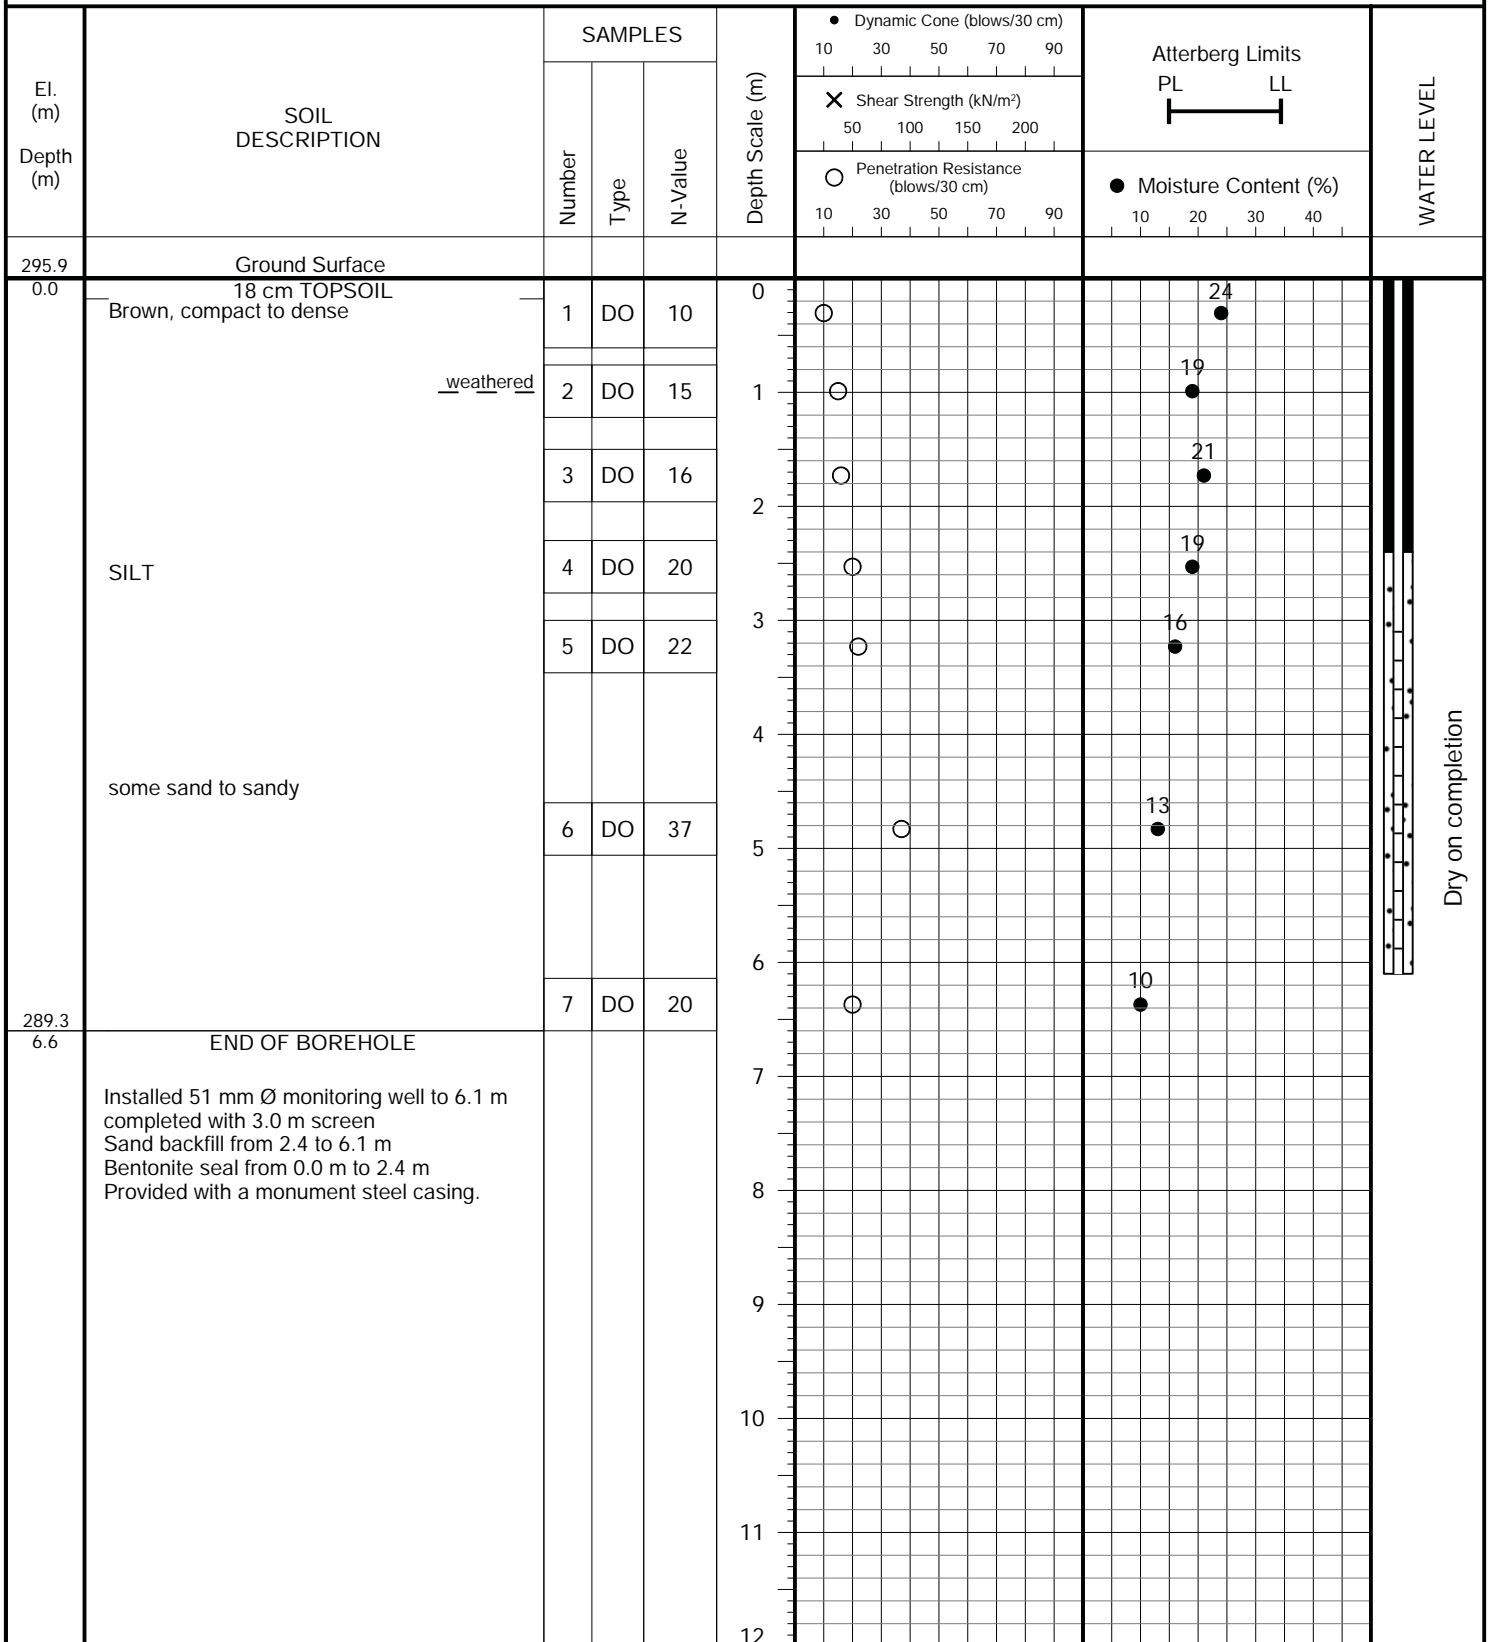 El.
(m)
Depth
(m)
SOIL
DESCRIPTION
SAMPLES
Number
Type
N-Value
Depth Scale (m)
Dynamic Cone (blows/30 cm)
10 30 50 70 90
Shear Strength (kN/m²)
50 100 150 200
Penetration Resistance
(blows/30 cm)
10 30 50 70 90
Atterberg Limits
PL LL
Moisture Content (%)
10 20 30 40
WATER LEVEL
295.9 Ground Surface
0.0 18 cm TOPSOIL 0 24
Brown, compact to dense 1 DO 10
19
weathered 2 DO 15 1
21
3 DO 16
2
19
SILT 4 DO 20
3 16
5 DO 22
4
Dry on completion
some sand to sandy
13
6 DO 37
5
6
10
7 DO 20
289.3
6.6 END OF BOREHOLE
7
Installed 51 mm Ø monitoring well to 6.1 m
completed with 3.0 m screen
Sand backfill from 2.4 to 6.1 m
Bentonite seal from 0.0 m to 2.4 m
Provided with a monument steel casing.
8
9
10
11
12